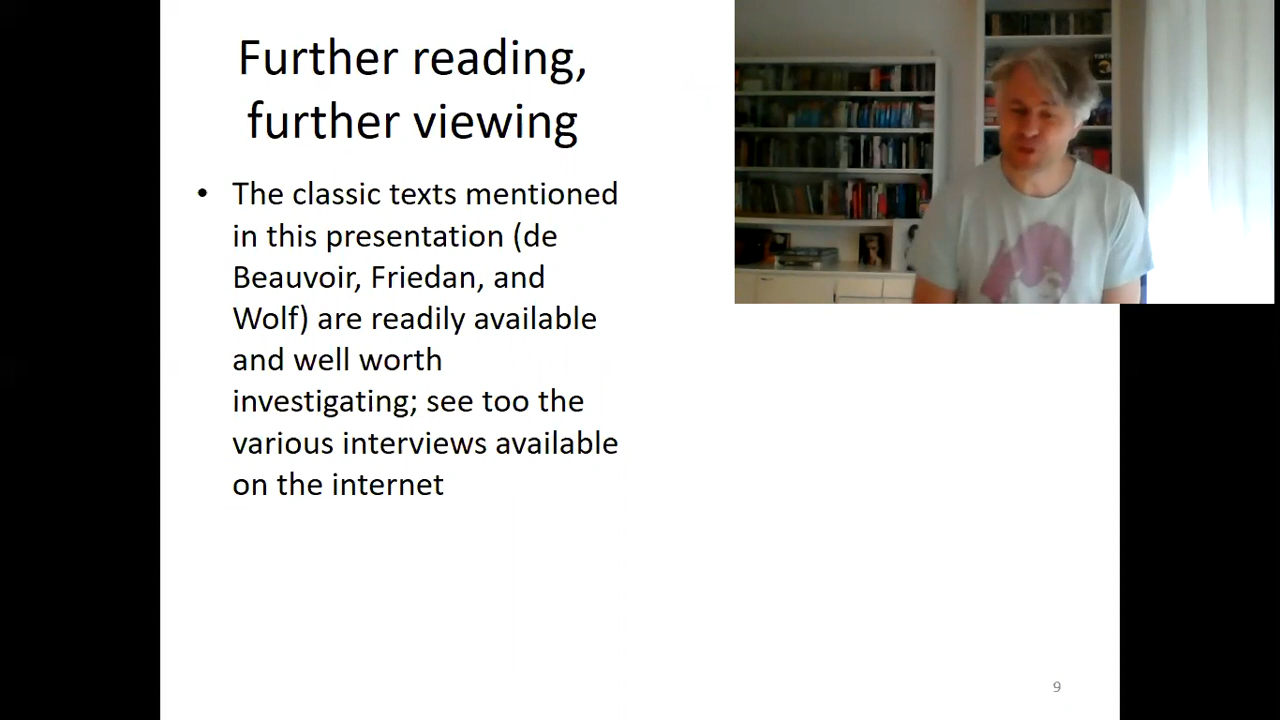 Further reading,
further viewing
• The classic texts mentioned
in this presentation (de
Beauvoir, Friedan, and
Wolf) are readily available
and well worth
investigating; see too the
various interviews available
on the internet
9